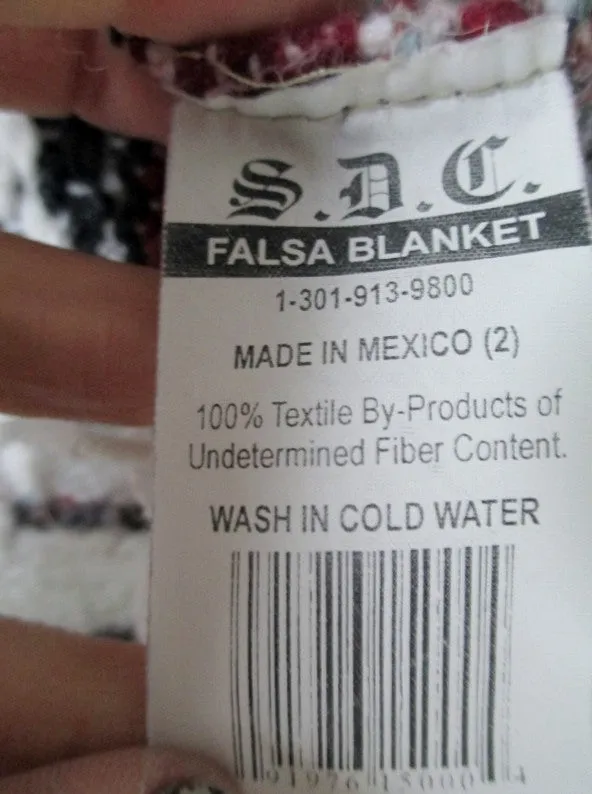 S.D.C.
FALSA BLANKET
1-301-913-9800
MADE IN MEXICO (2)
100% Textile By-Products of
Undetermined Fiber Content.
WASH IN COLD WATER